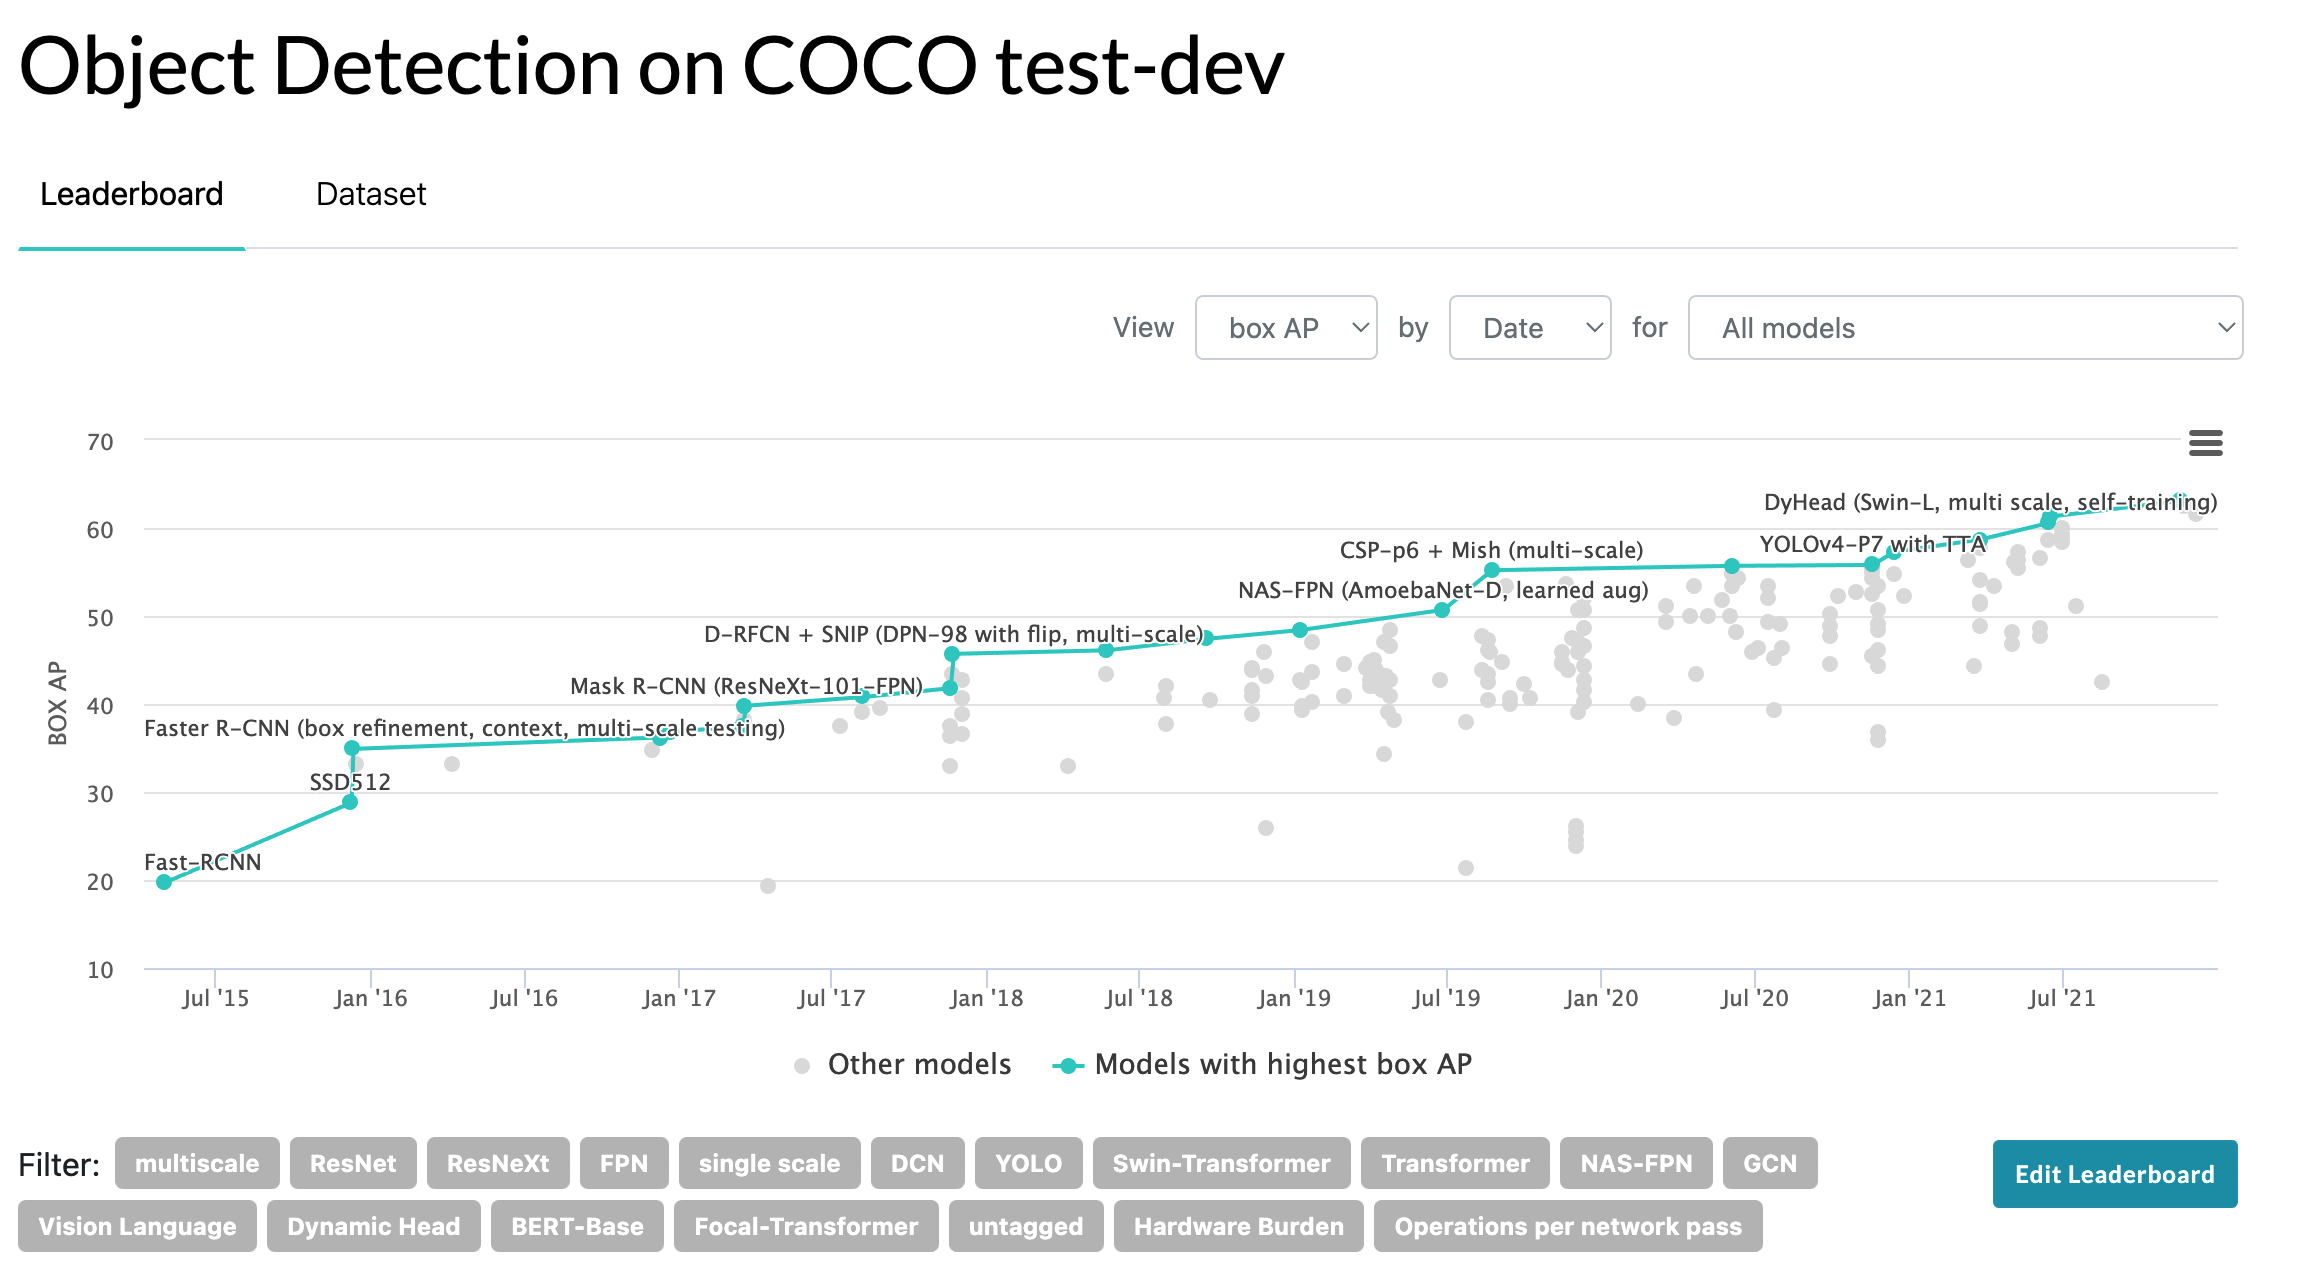 Object Detection on COCO test-dev
Leaderboard Dataset
View box AP by Date for All models
70
60
50
40
30
20
10
BOX AP
DyHead (Swin-L, multi scale, self-training)
YOLOv4-P7 with TTA
CSP-p6 + Mish (multi-scale)
NAS-FPN (AmoebaNet-D, learned aug)
D-RFCN + SNIP (DPN-98 with flip, multi-scale)
Mask R-CNN (ResNeXt-101-FPN)
Faster R-CNN (box refinement, context, multi-scale testing)
SSD512
Fast-RCNN
Jul '15 Jan '16 Jul '16 Jan '17 Jul '17 Jan '18 Jul '18 Jan '19 Jul '19 Jan '20 Jul '20 Jan '21 Jul '21
Other models Models with highest box AP
Filter: multiscale ResNet ResNeXt FPN single scale DCN YOLO Swin-Transformer Transformer NAS-FPN GCN
Vision Language Dynamic Head BERT-Base Focal-Transformer untagged Hardware Burden Operations per network pass
Edit Leaderboard